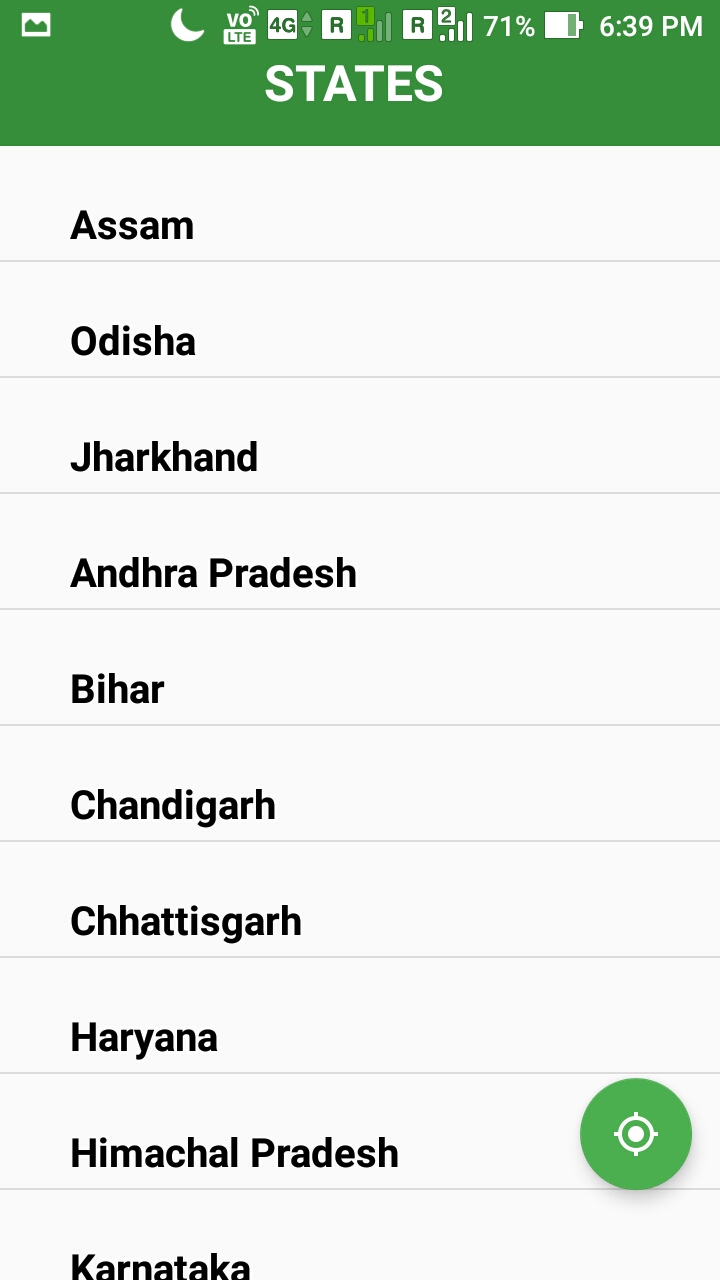 VO LTE 4G R 1 R 2 71% 6:39 PM
STATES
Assam
Odisha
Jharkhand
Andhra Pradesh
Bihar
Chandigarh
Chhattisgarh
Haryana
Himachal Pradesh
Karnataka